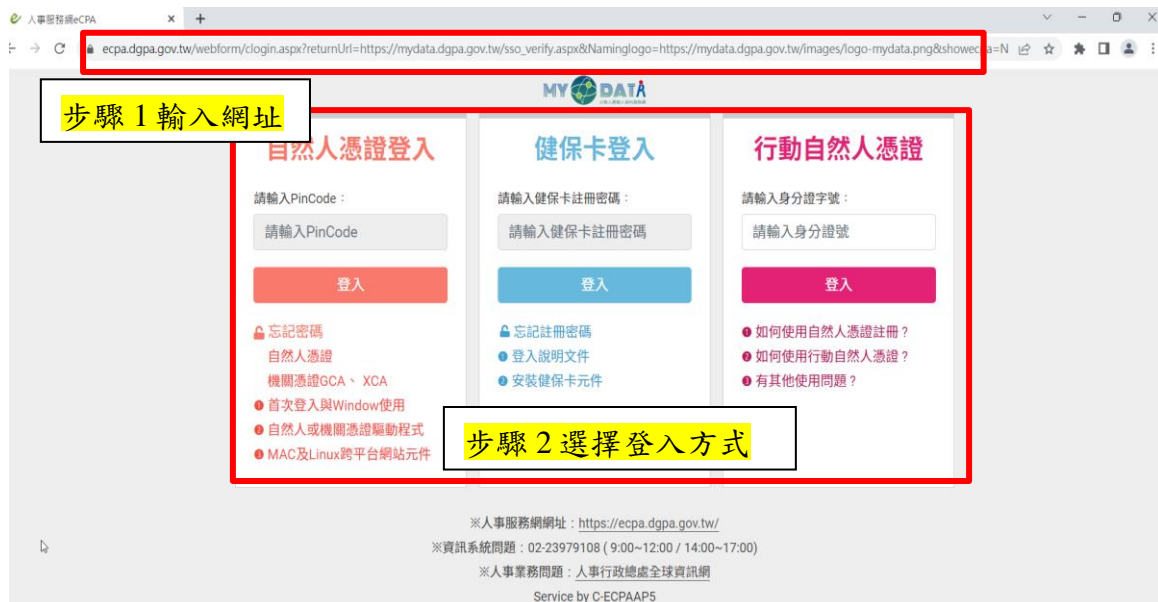 人事服務網eCPA
ecpa.dgpa.gov.tw/webform/clogin.aspx?returnUrl=https://mydata.dgpa.gov.tw/sso_verify.aspx&Naminglogo=https://mydata.dgpa.gov.tw/images/logo-mydata.png&showecpa=N
MY DATA
步驟1輸入網址
自然人憑證登入
請輸入PinCode：
請輸入PinCode
登入
忘記密碼
自然人憑證
機關憑證GCA、 XCA
❶ 首次登入與Window使用
❷ 自然人或機關憑證驅動程式
❸ MAC及Linux跨平台網站元件
健保卡登入
請輸入健保卡註冊密碼：
請輸入健保卡註冊密碼
登入
忘記註冊密碼
❶ 登入說明文件
❷ 安裝健保卡元件
行動自然人憑證
請輸入身分證字號：
請輸入身分證號
登入
❶ 如何使用自然人憑證註冊？
❷ 如何使用行動自然人憑證？
❸ 有其他使用問題？
步驟2選擇登入方式
※人事服務網網址：https://ecpa.dgpa.gov.tw/
※資訊系統問題：02-23979108 ( 9:00~12:00 / 14:00~17:00)
※人事業務問題：人事行政總處全球資訊網
Service by C-ECPAAP5